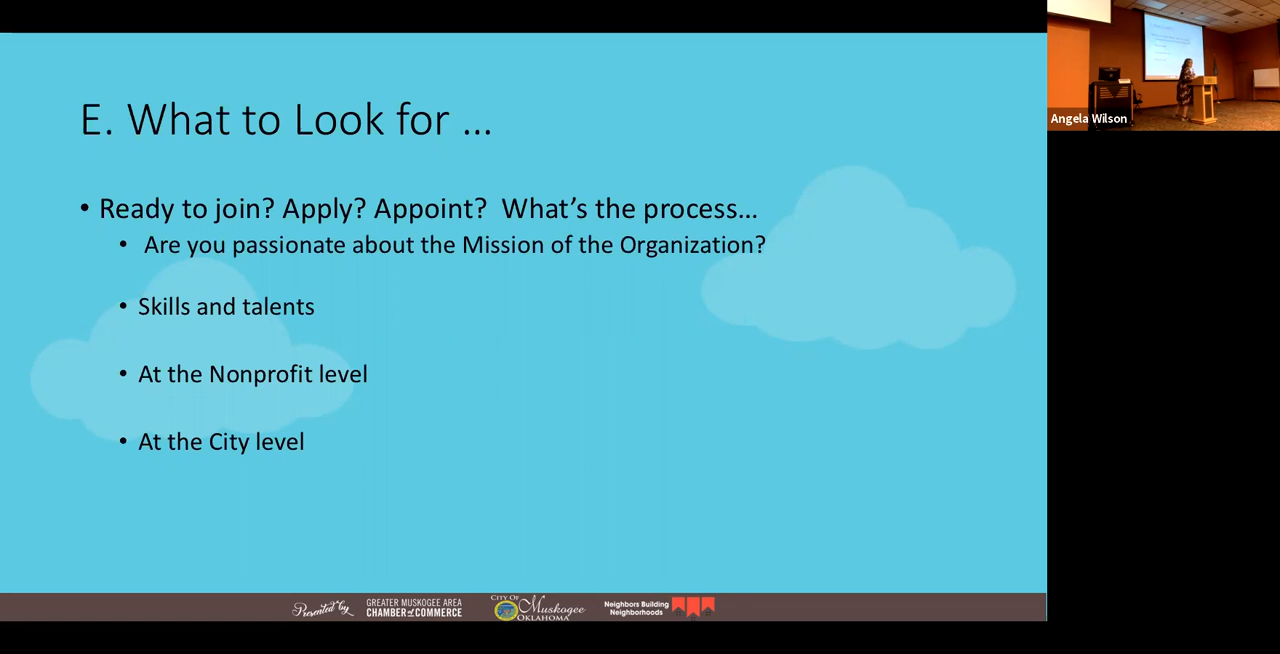 E. What to Look for ...
• Ready to join? Apply? Appoint?  What's the process...
• Are you passionate about the Mission of the Organization?
• Skills and talents
• At the Nonprofit level
• At the City level
Presented by
GREATER MUSKOGEE AREA
CHAMBER of COMMERCE
CITY OF
Muskogee
OKLAHOMA
Neighbors Building
Neighborhoods
Angela Wilson